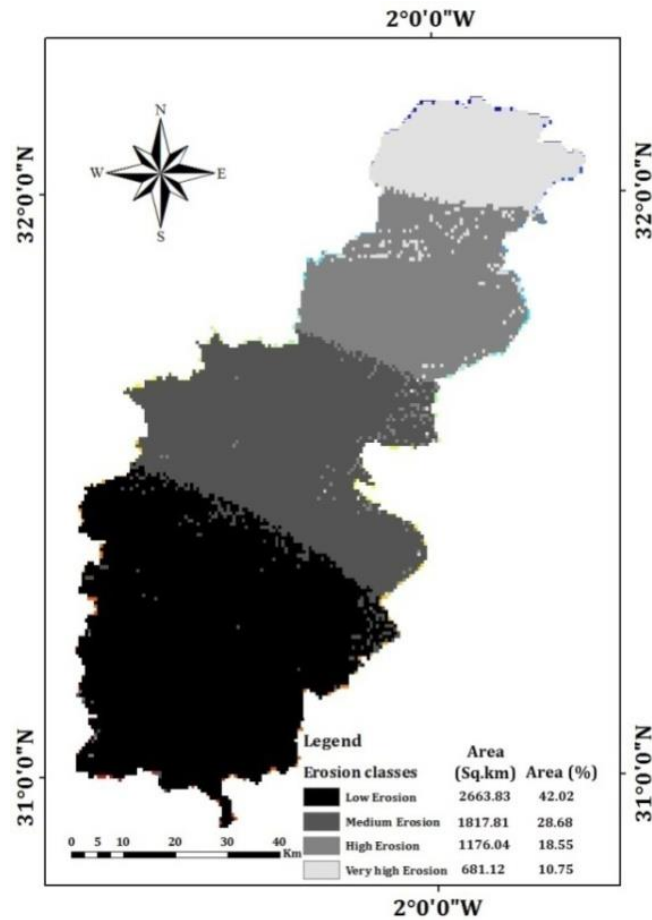 2°0'0"W
N
W E
S
32°0'0"N 32°0'0"N
31°0'0"N 31°0'0"N
Legend
Erosion classes Area (Sq.km) Area (%)
Low Erosion 2663.83 42.02
Medium Erosion 1817.81 28.68
High Erosion 1176.04 18.55
Very high Erosion 681.12 10.75
0 5 10 20 30 40
Km
2°0'0"W